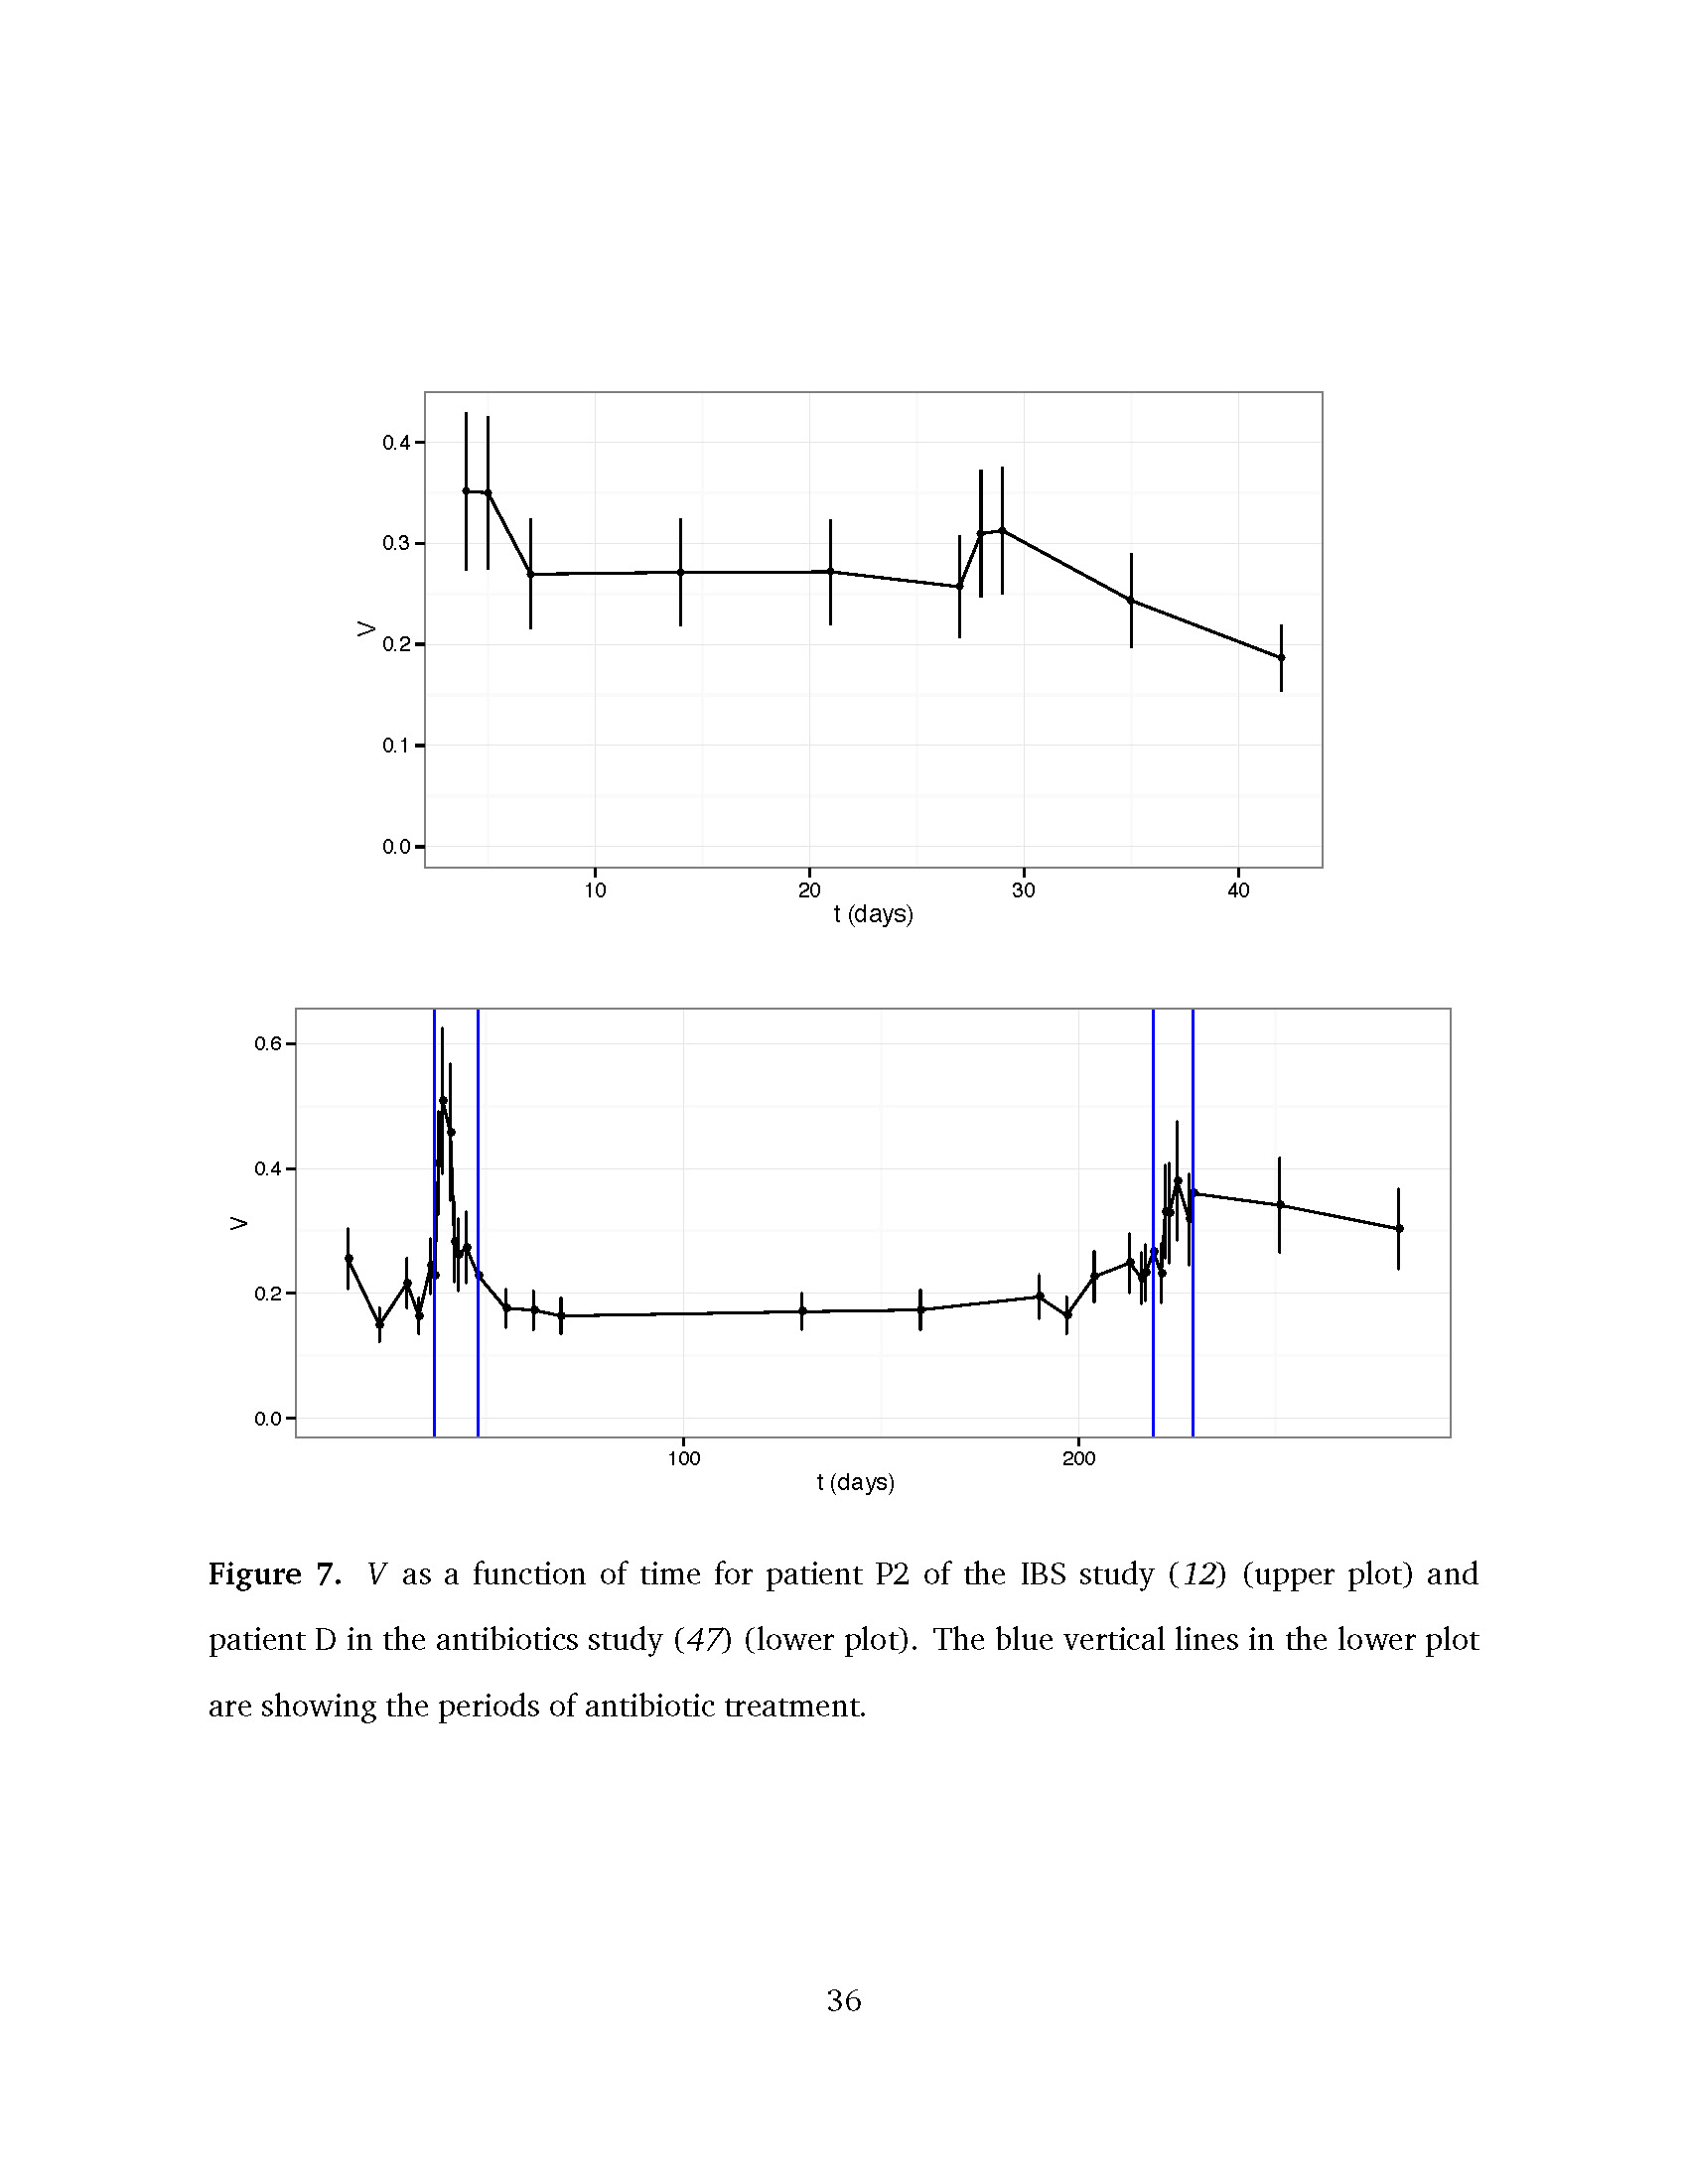 0.4
0.3
V
0.2
0.1
0.0
10 20 30 40
t (days)
0.6
0.4
V
0.2
0.0
100 200
t (days)
Figure 7. V as a function of time for patient P2 of the IBS study (12) (upper plot) and
patient D in the antibiotics study (47) (lower plot). The blue vertical lines in the lower plot
are showing the periods of antibiotic treatment.
36